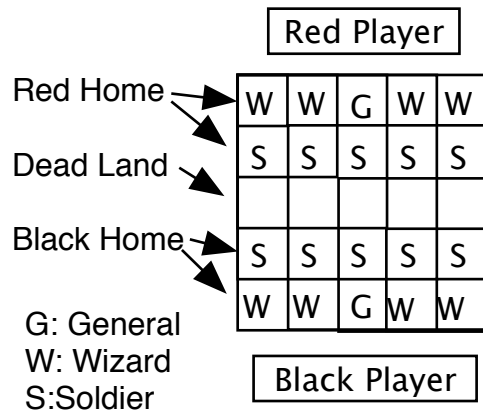 Red Player
Red Home
W W G W W
S S S S S
Dead Land
Black Home
S S S S S
W W G W W
G: General
W: Wizard
S:Soldier
Black Player